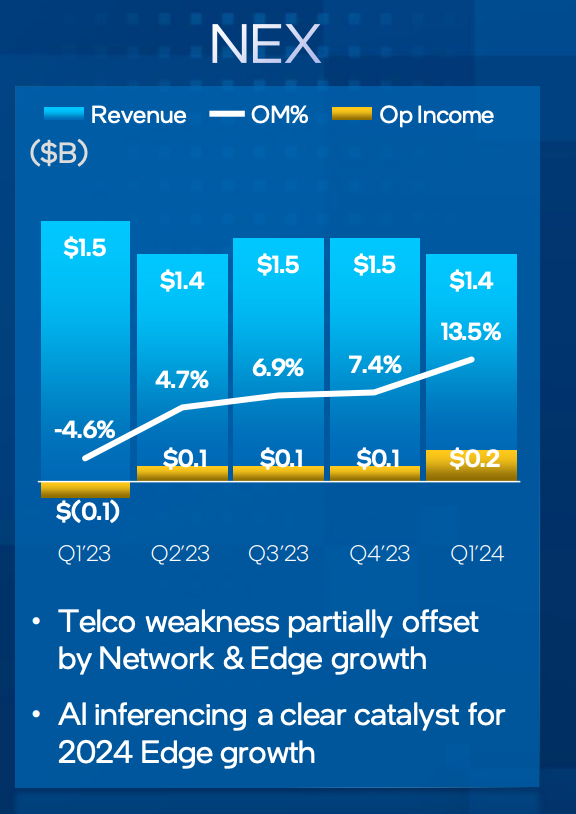 NEX
Revenue OM% Op Income
($B)
$1.5 $1.4 $1.5 $1.5 $1.4
-4.6% 4.7% 6.9% 7.4% 13.5%
$(0.1) $0.1 $0.1 $0.1 $0.2
Q1'23 Q2'23 Q3'23 Q4'23 Q1'24
• Telco weakness partially offset
by Network & Edge growth
• AI inferencing a clear catalyst for
2024 Edge growth